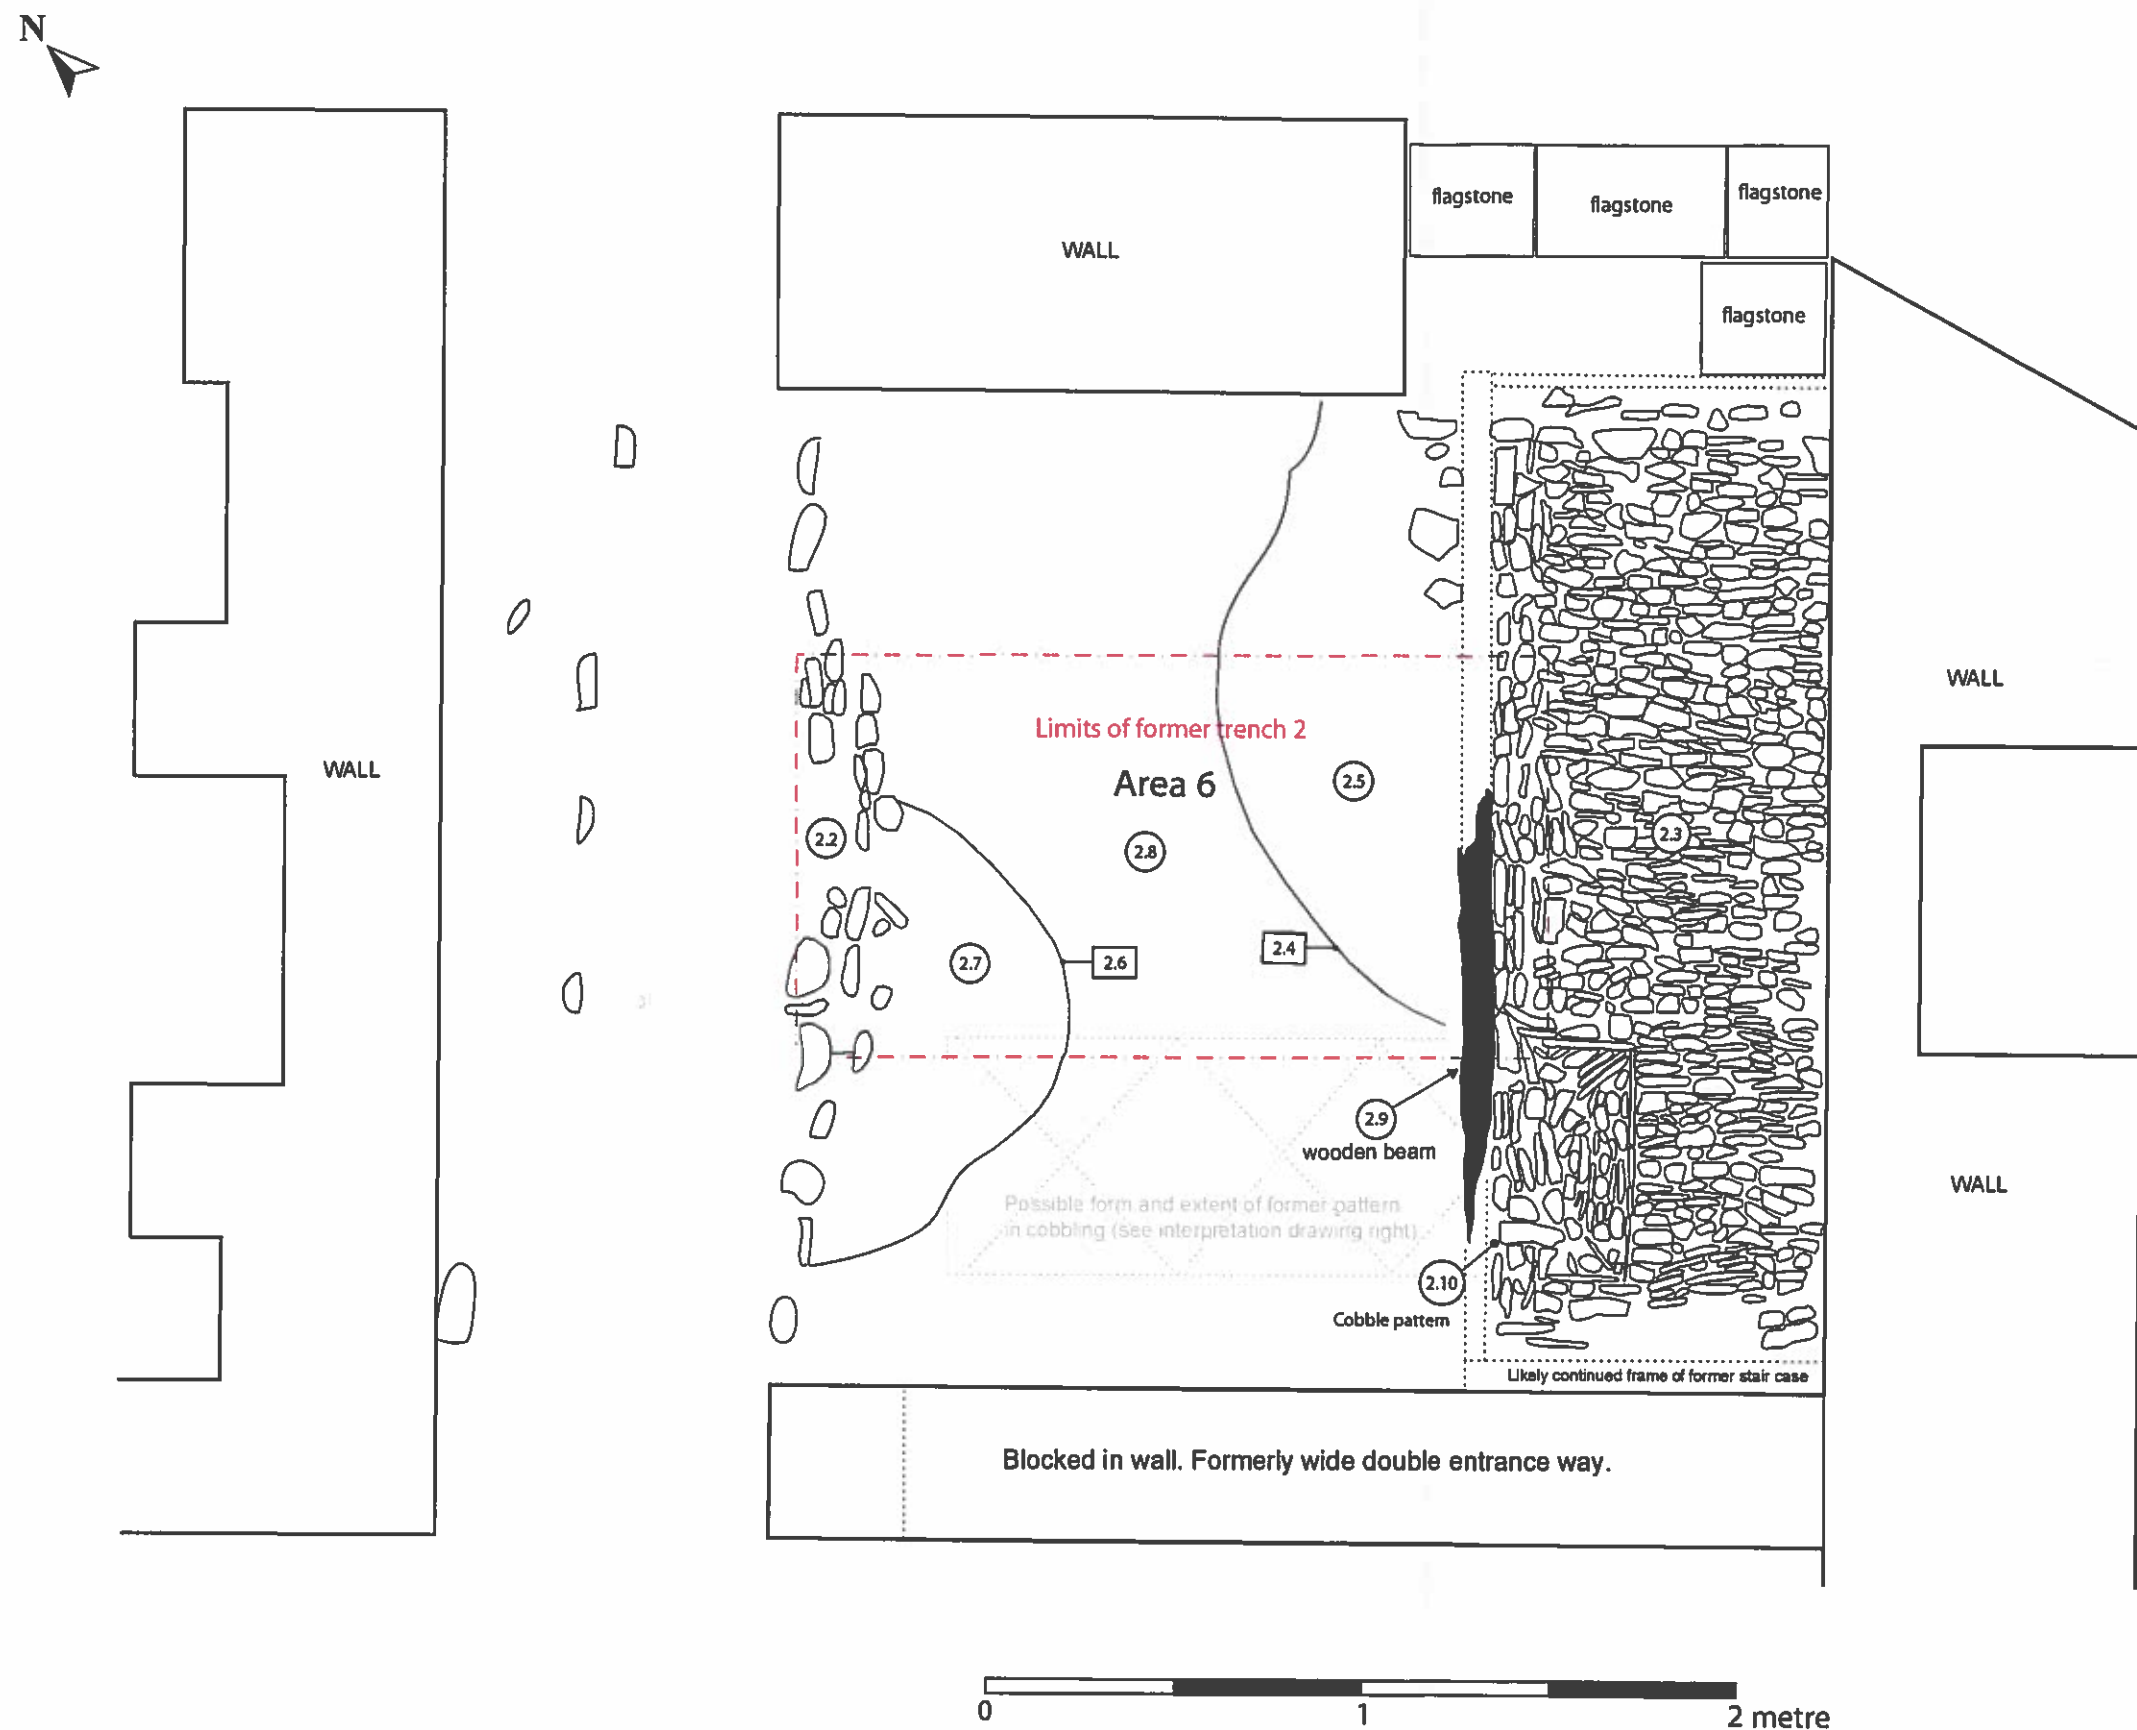 N
flagstone
flagstone
flagstone
WALL
flagstone
WALL
Limits of former trench 2
WALL
Area 6
2.5
2.2
2.3
2.8
2.4
2.7
2.6
2.9
wooden beam
WALL
Possible form and extent of former pattern
in cobbling (see interpretation drawing right)
2.10
Cobble pattern
Likely continued frame of former stair case
Blocked in wall. Formerly wide double entrance way.
0
1
2 metre